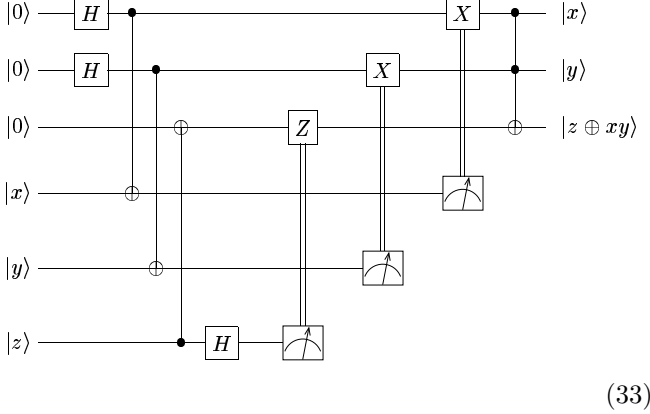 |0⟩ H X |x⟩
|0⟩ H X |y⟩
|0⟩ Z |z ⊕ xy⟩
|x⟩
|y⟩
|z⟩ H
(33)